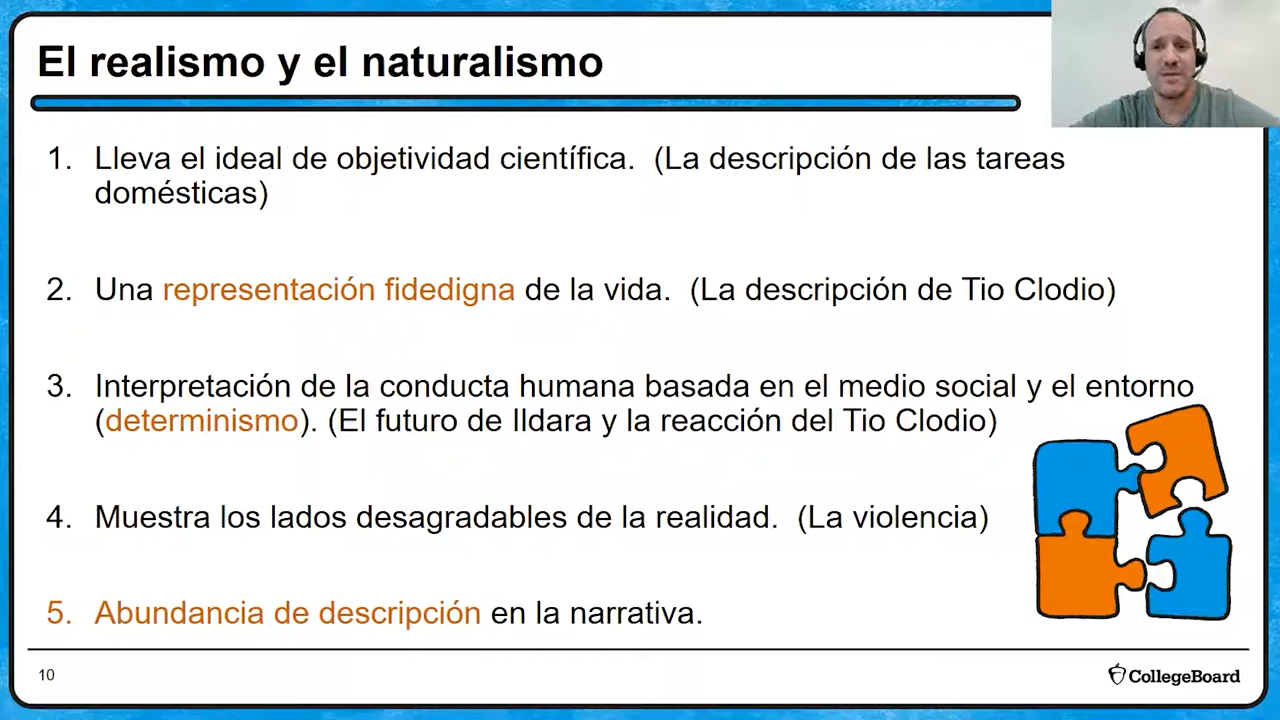 El realismo y el naturalismo
1. Lleva el ideal de objetividad científica. (La descripción de las tareas
domésticas)
2. Una representación fidedigna de la vida. (La descripción de Tio Clodio)
3. Interpretación de la conducta humana basada en el medio social y el entorno
(determinismo). (El futuro de Ildara y la reacción del Tio Clodio)
4. Muestra los lados desagradables de la realidad. (La violencia)
5. Abundancia de descripción en la narrativa.
10
CollegeBoard